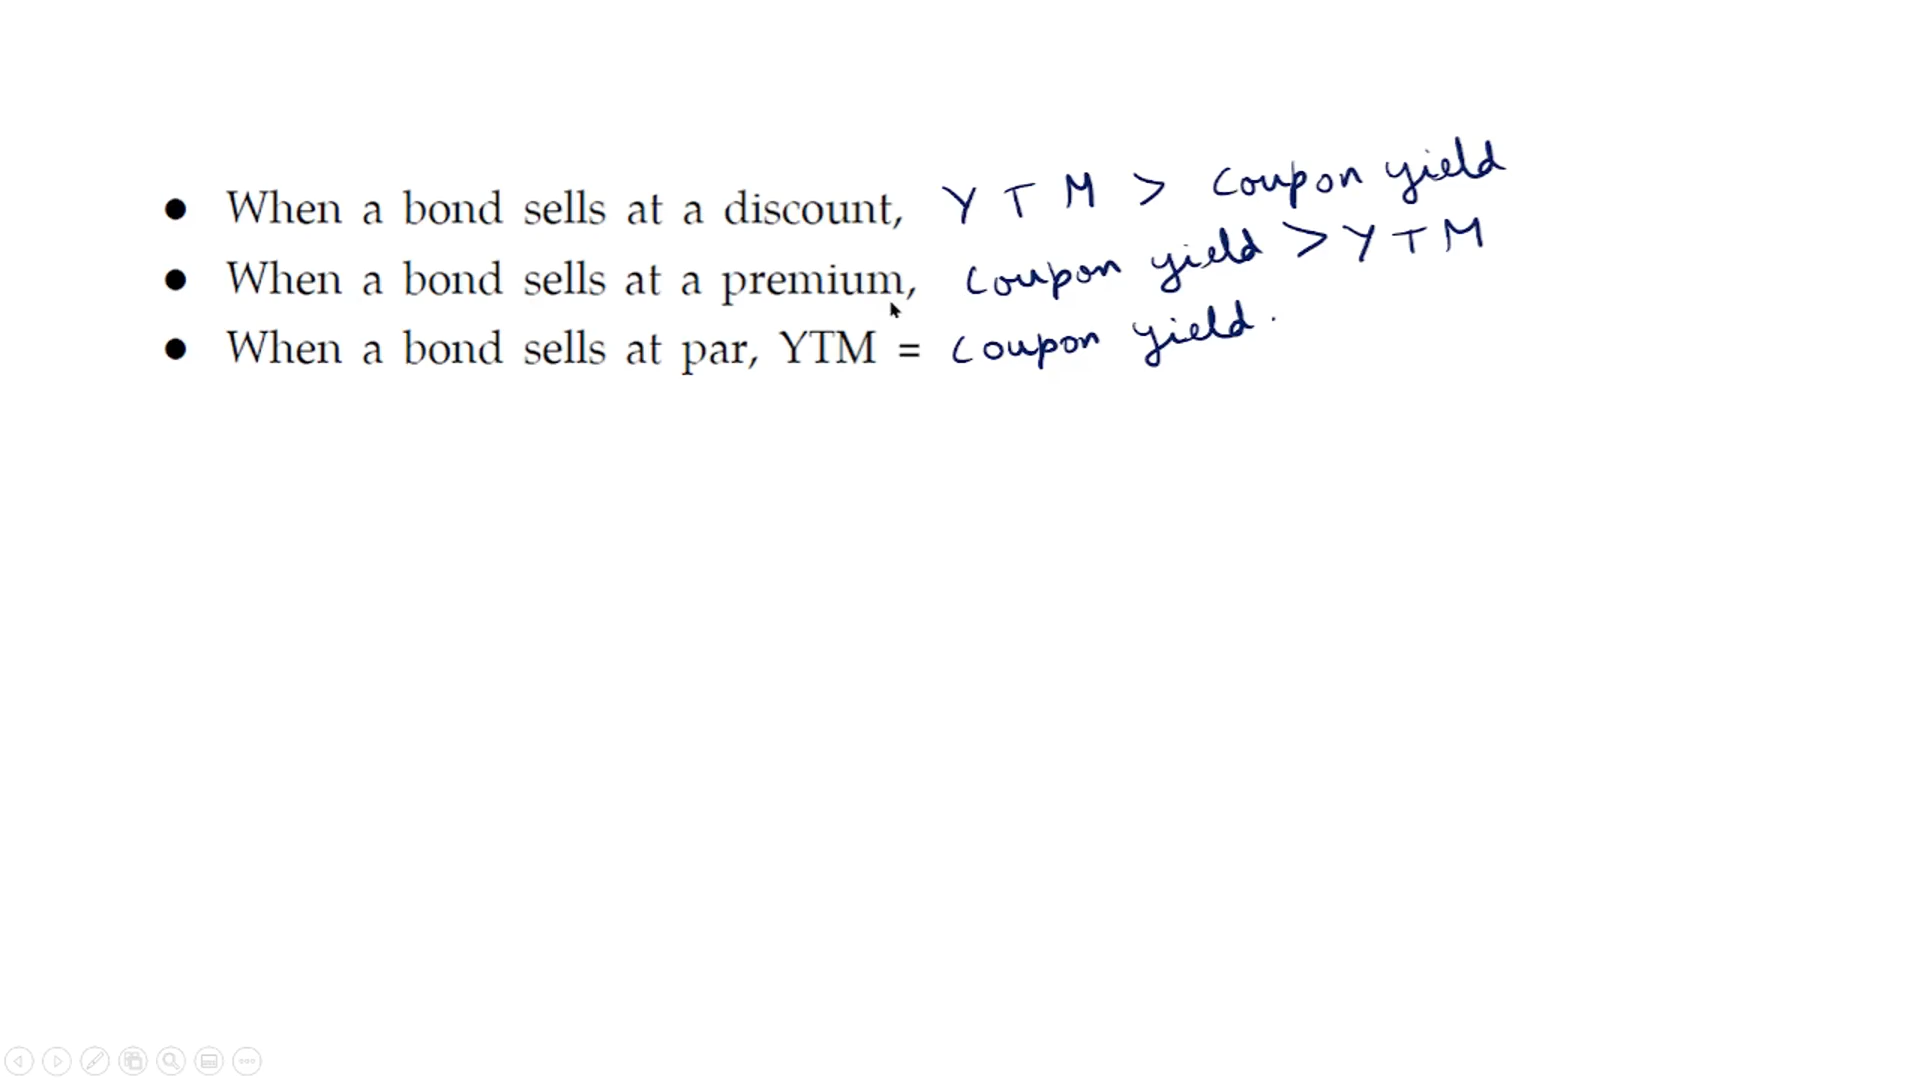 ● When a bond sells at a discount, YTM > coupon yield
● When a bond sells at a premium, coupon yield > YTM
● When a bond sells at par, YTM = coupon yield.